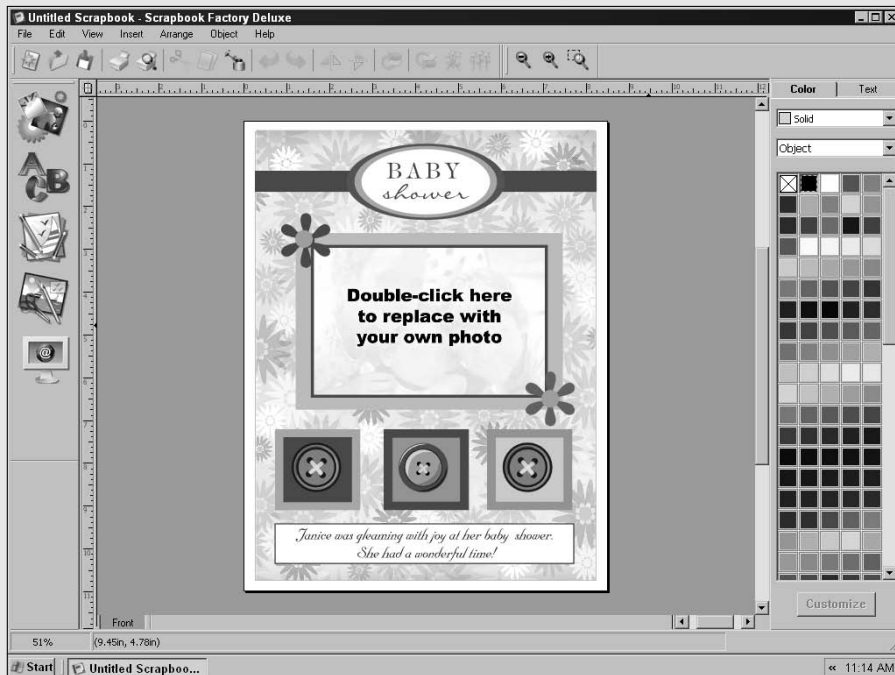 Untitled Scrapbook - Scrapbook Factory Deluxe
File Edit View Insert Arrange Object Help
Color Text
Solid
Object
BABY
shower
Double-click here
to replace with
your own photo
Janice was gleaming with joy at her baby shower.
She had a wonderful time!
Customize
Front
51% (9.45in, 4.78in)
Start Untitled Scrapboo... « 11:14 AM